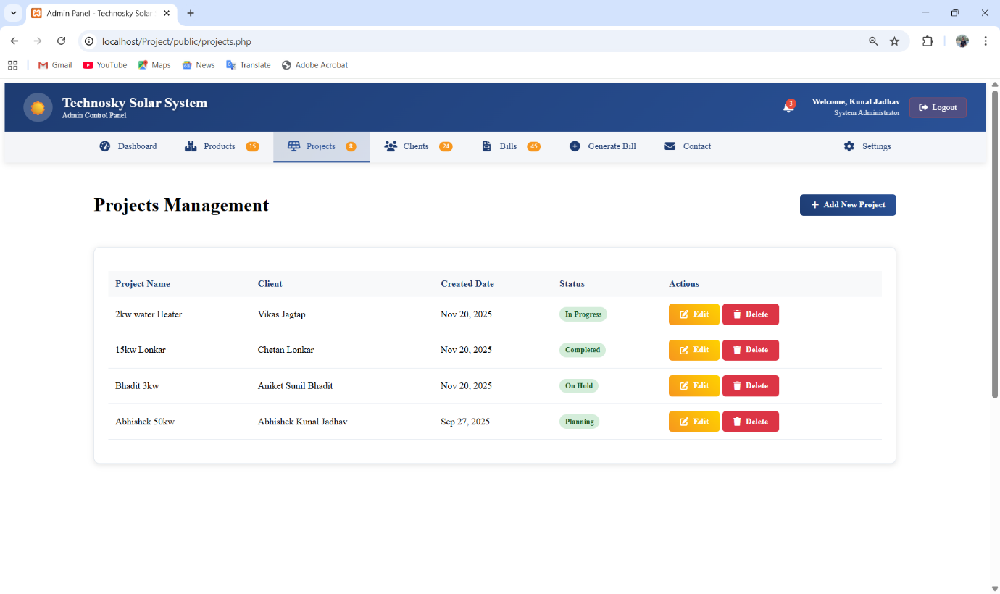 Admin Panel - Technosky Solar
localhost/Project/public/projects.php
Gmail YouTube Maps News Translate Adobe Acrobat
Technosky Solar System
Admin Control Panel
3
Welcome, Kunal Jadhav
System Administrator
Logout
Dashboard Products 15 Projects 8 Clients 24 Bills 45 Generate Bill Contact Settings
Projects Management
+ Add New Project
Project Name Client Created Date Status Actions
2kw water Heater Vikas Jagtap Nov 20, 2025 In Progress Edit Delete
15kw Lonkar Chetan Lonkar Nov 20, 2025 Completed Edit Delete
Bhadit 3kw Aniket Sunil Bhadit Nov 20, 2025 On Hold Edit Delete
Abhishek 50kw Abhishek Kunal Jadhav Sep 27, 2025 Planning Edit Delete